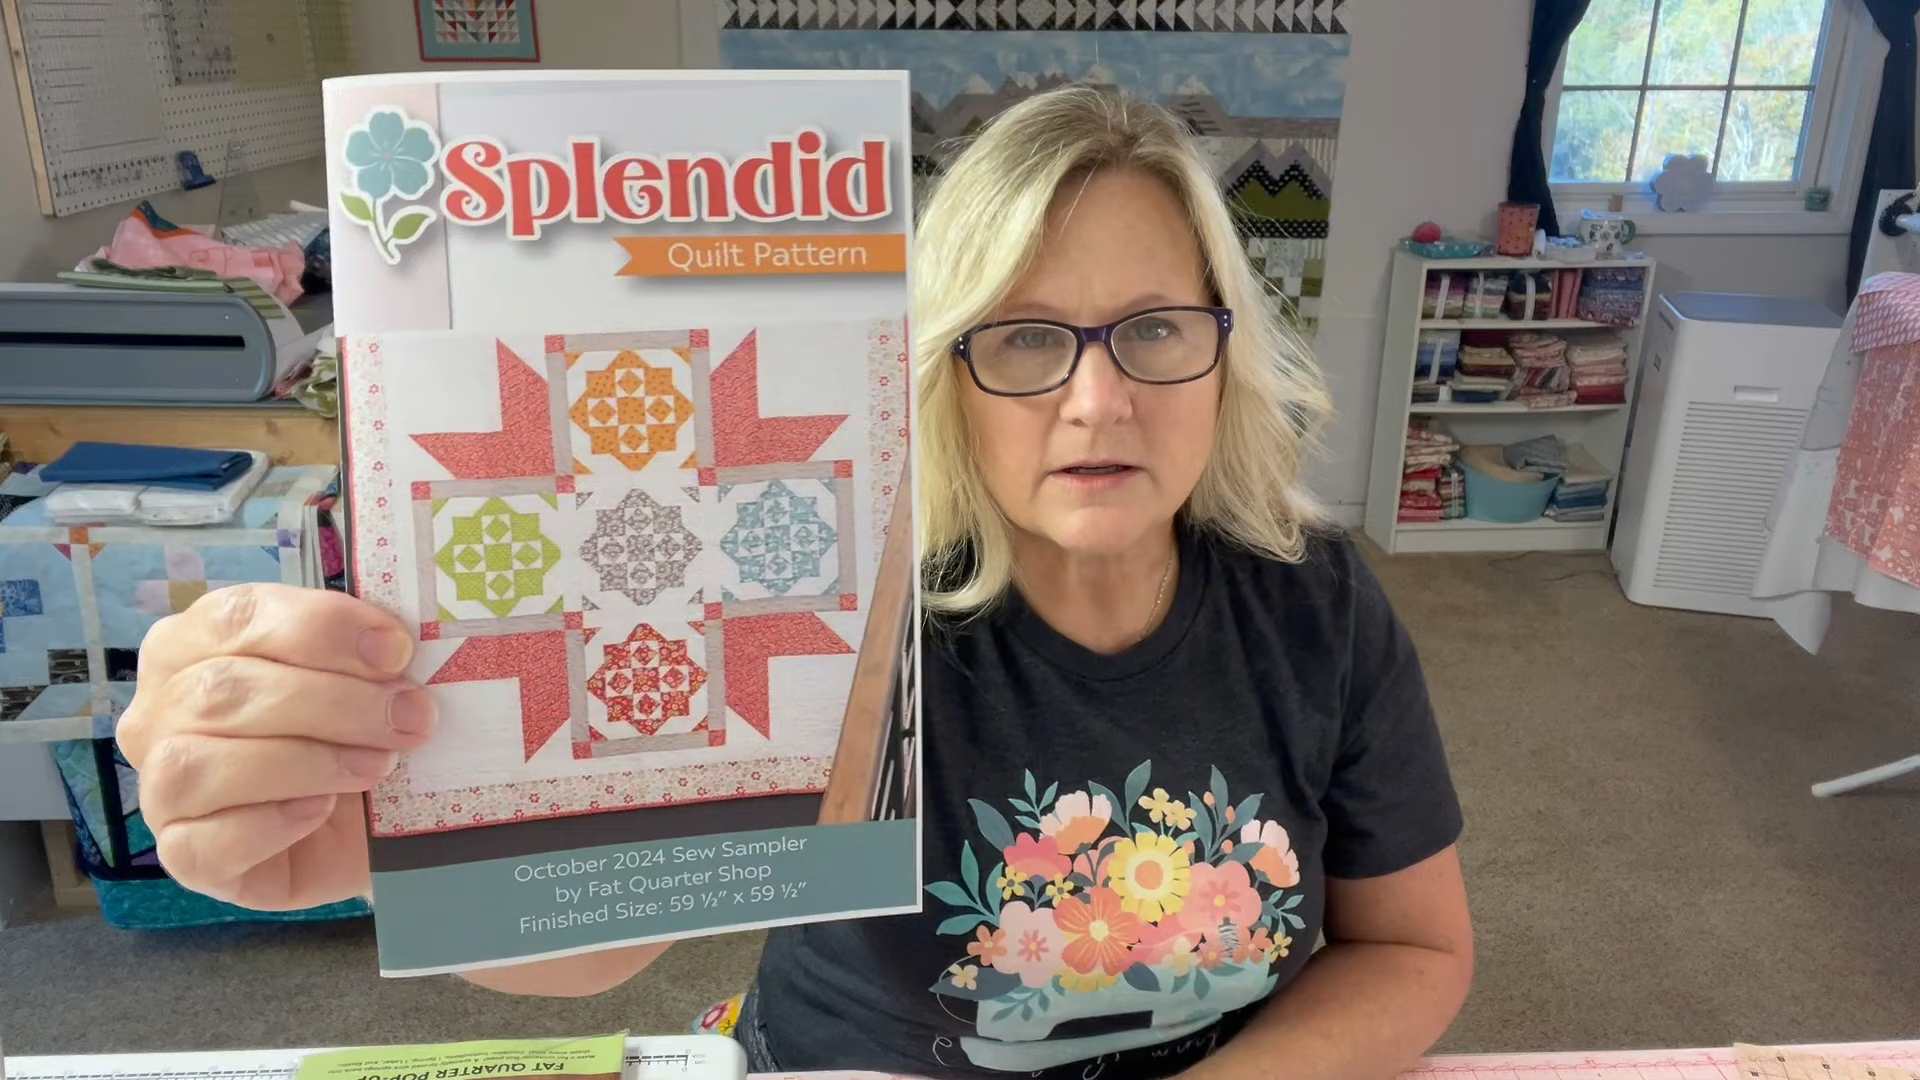 Splendid
Quilt Pattern
October 2024 Sew Sampler
by Fat Quarter Shop
Finished Size: 59 ½" x 59 ½"
FAT QUARTER POP-UP